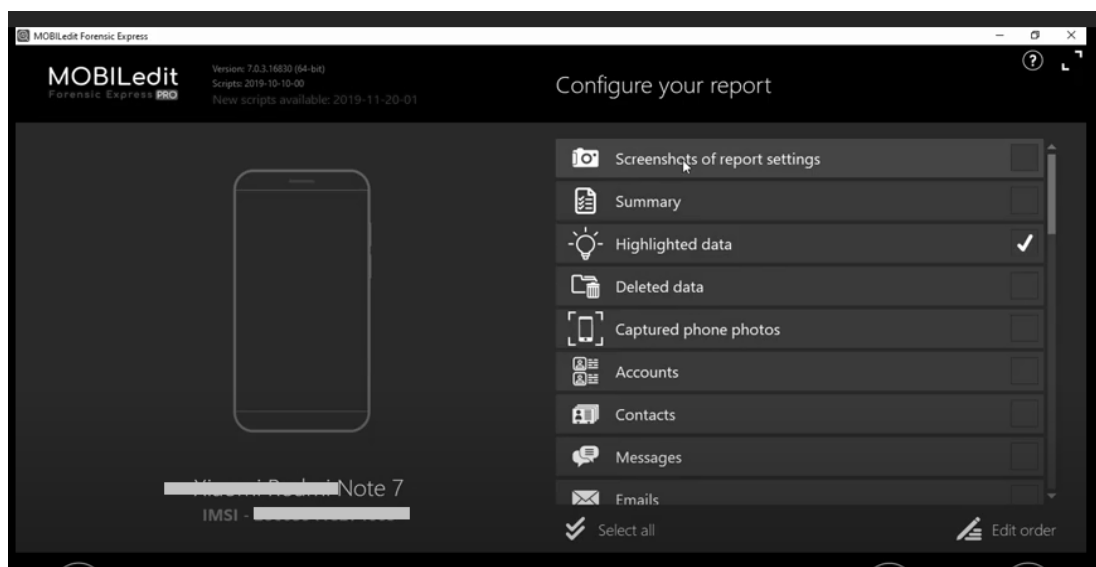 MOBILedit Forensic Express
MOBILedit
Forensic Express PRO
Version: 7.0.3.16830 (64-bit)
Scripts: 2019-10-10-00
New scripts available: 2019-11-20-01
Configure your report
?
Screenshots of report settings
Summary
Highlighted data
Deleted data
Captured phone photos
Accounts
Contacts
Messages
Emails
Note 7
IMSI -
Select all
Edit order